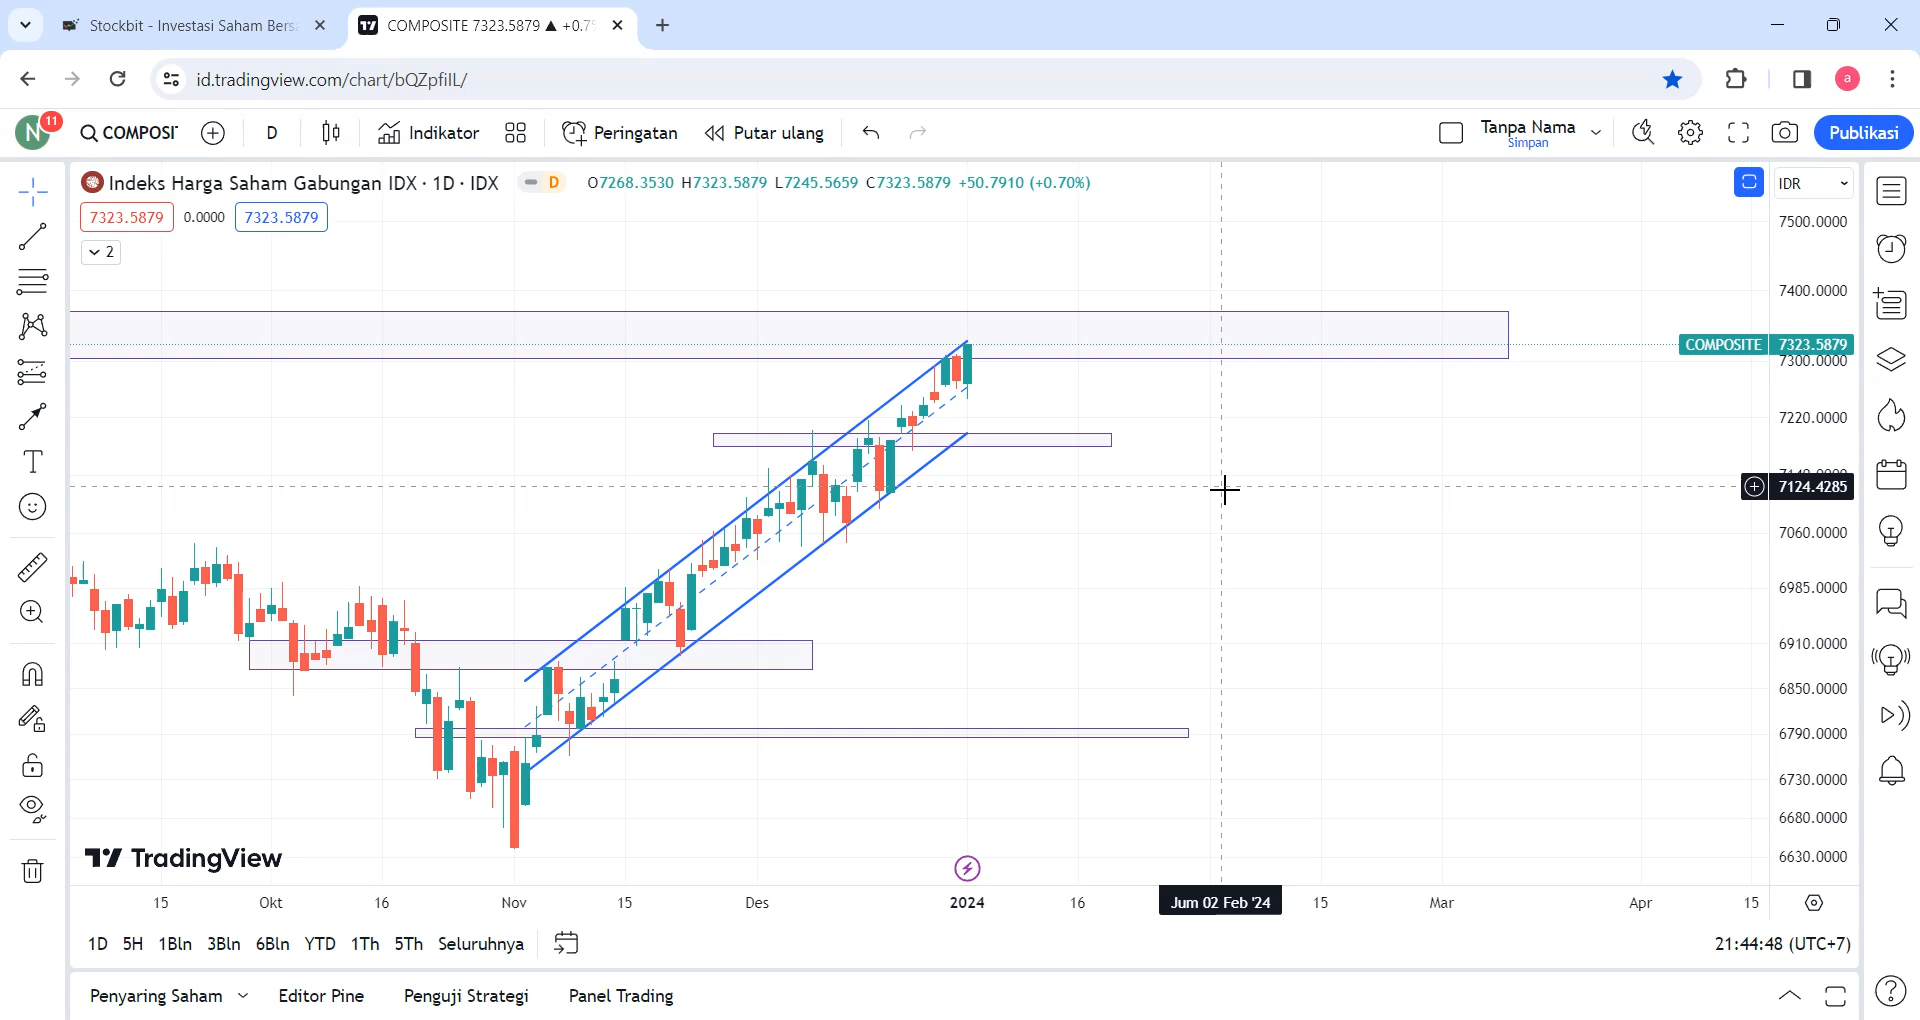 Stockbit - Investasi Saham Bers
COMPOSITE 7323.5879 ▲ +0.7
id.tradingview.com/chart/bQZpfiIL/
N 11 COMPOSI D Indikator Peringatan Putar ulang Tanpa Nama Simpan Publikasi
a
Indeks Harga Saham Gabungan IDX · 1D · IDX D O7268.3530 H7323.5879 L7245.5659 C7323.5879 +50.7910 (+0.70%) IDR
7323.5879 0.0000 7323.5879
2
7500.0000
7400.0000
COMPOSITE 7323.5879
7300.0000
7220.0000
7140.0000
7124.4285
7060.0000
6985.0000
6910.0000
6850.0000
6790.0000
6730.0000
6680.0000
6630.0000
TradingView
15 Okt 16 Nov 15 Des 2024 16 Jum 02 Feb '24 15 Mar Apr 15
1D 5H 1Bln 3Bln 6Bln YTD 1Th 5Th Seluruhnya 21:44:48 (UTC+7)
Penyaring Saham Editor Pine Penguji Strategi Panel Trading